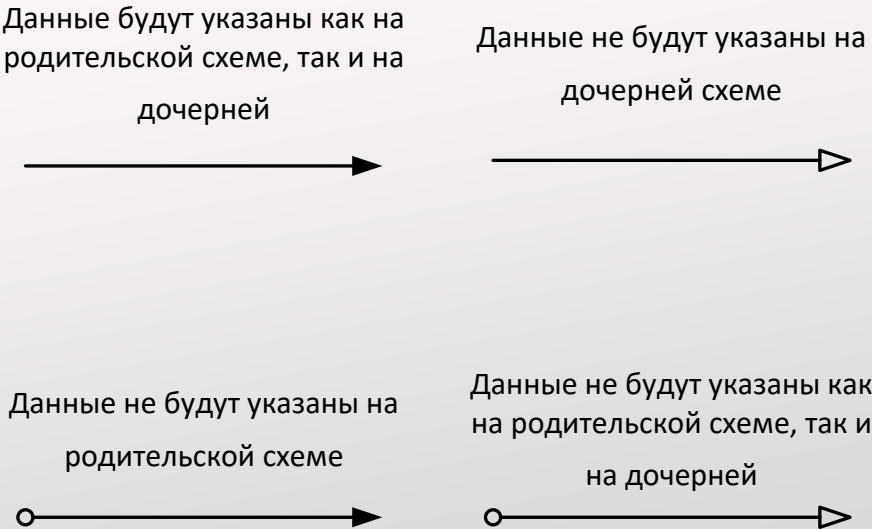 Данные будут указаны как на
родительской схеме, так и на
дочерней
Данные не будут указаны на
дочерней схеме
Данные не будут указаны на
родительской схеме
Данные не будут указаны как
на родительской схеме, так и
на дочерней